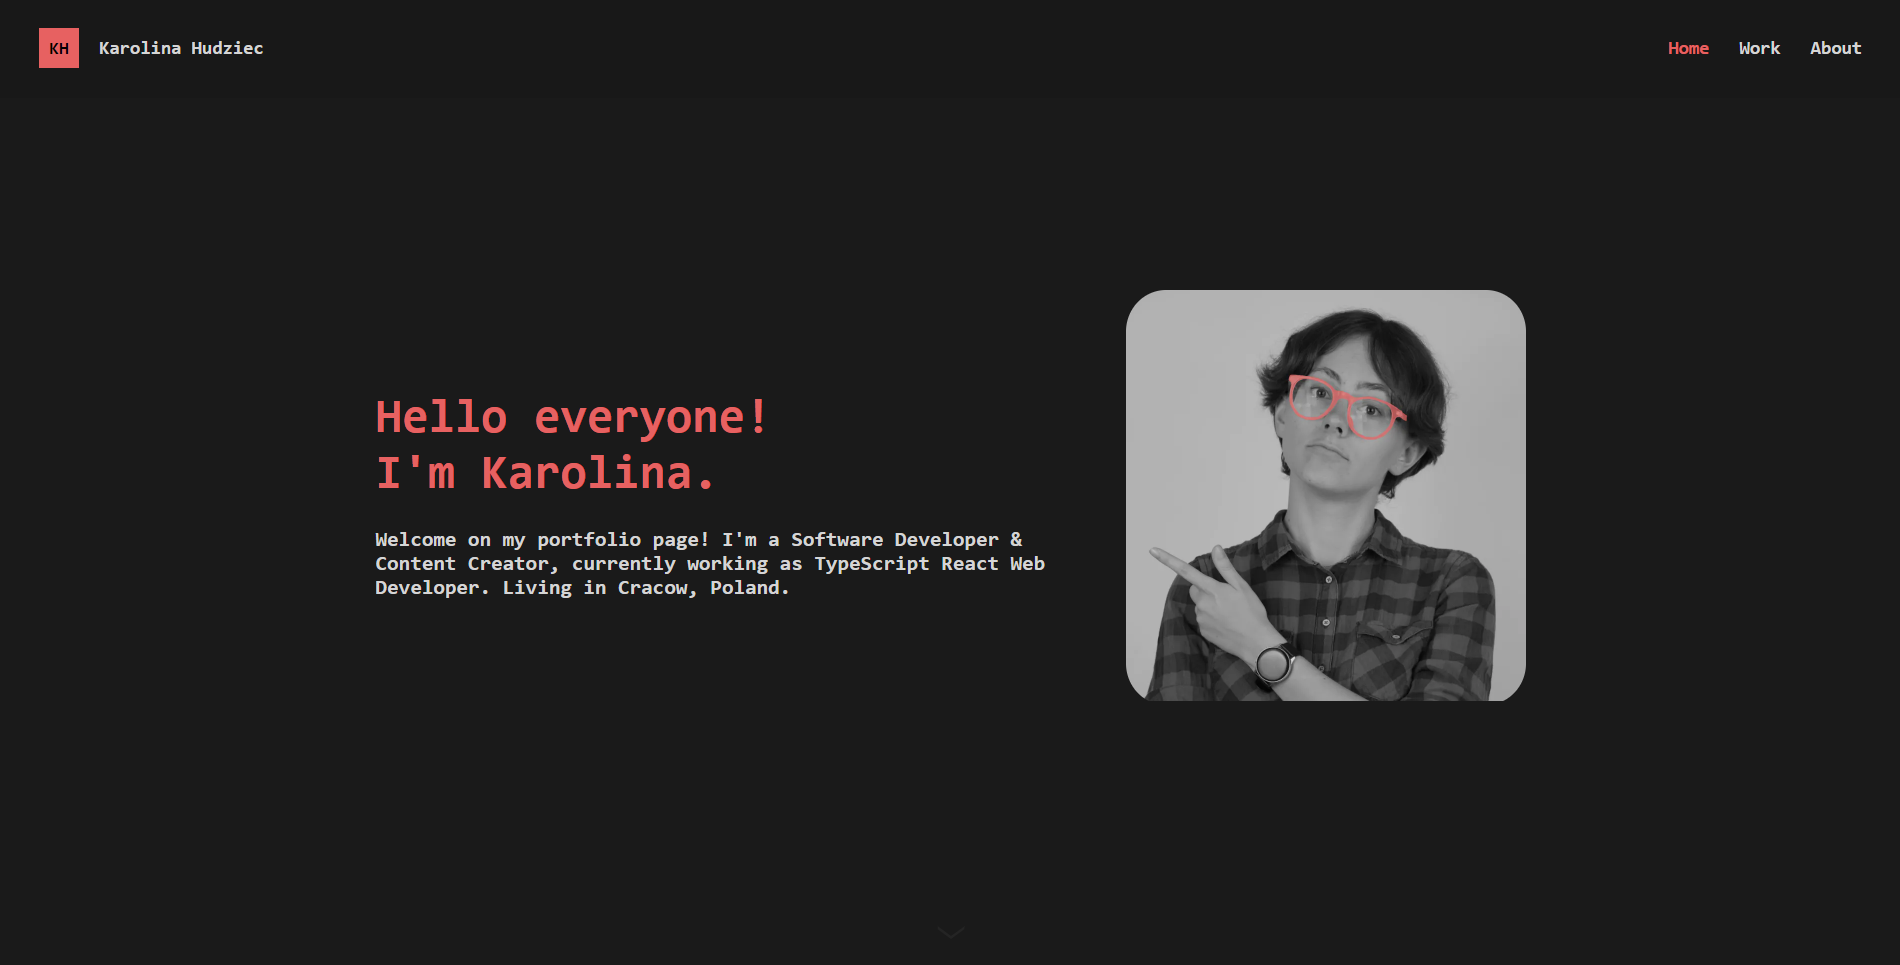 KH
Karolina Hudziec
Home
Work
About
Hello everyone!
I'm Karolina.
Welcome on my portfolio page! I'm a Software Developer &
Content Creator, currently working as TypeScript React Web
Developer. Living in Cracow, Poland.